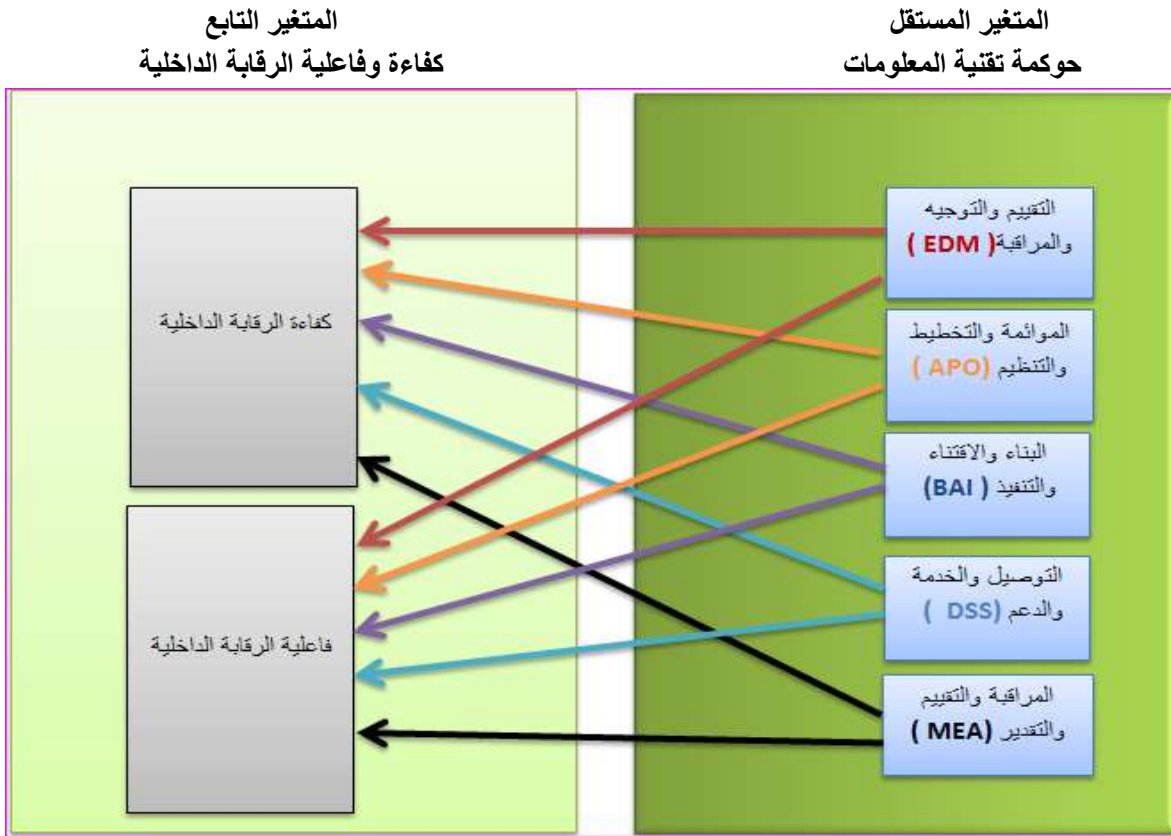 المتغير المستقل
حوكمة تقنية المعلومات
المتغير التابع
كفاءة وفاعلية الرقابة الداخلية
التقييم والتوجيه
والمراقبة( EDM )
الموائمة والتخطيط
والتنظيم (APO )
البناء والاقتناء
والتنفيذ ( BAI)
التوصيل والخدمة
والدعم (DSS )
المراقبة والتقييم
والتقدير (MEA )
كفاءة الرقابة الداخلية
فاعلية الرقابة الداخلية